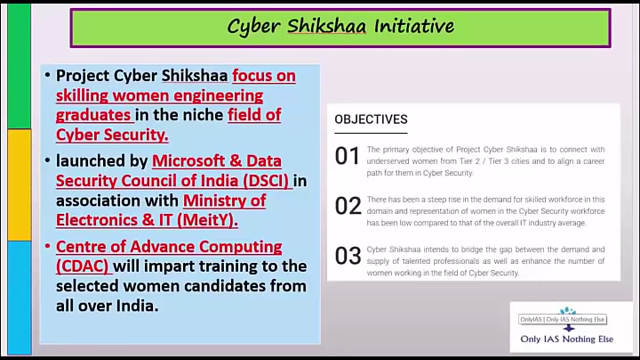 Cyber Shikshaa Initiative
• Project Cyber Shikshaa focus on
skilling women engineering
graduates in the niche field of
Cyber Security.
• launched by Microsoft & Data
Security Council of India (DSCI) in
association with Ministry of
Electronics & IT (MeitY).
• Centre of Advance Computing
(CDAC) will impart training to the
selected women candidates from
all over India.
OBJECTIVES
01 The primary objective of Project Cyber Shikshaa is to connect with
underserved women from Tier 2 / Tier 3 cities and to align a career
path for them in Cyber Security.
02 There has been a steep rise in the demand for skilled workforce in this
domain and representation of women in the Cyber Security workforce
has been low compared to that of the overall IT industry average.
03 Cyber Shikshaa intends to bridge the gap between the demand and
supply of talented professionals as well as enhance the number of
women working in the field of Cyber Security.
OnlyIAS | Only IAS Nothing Else
Only IAS Nothing Else